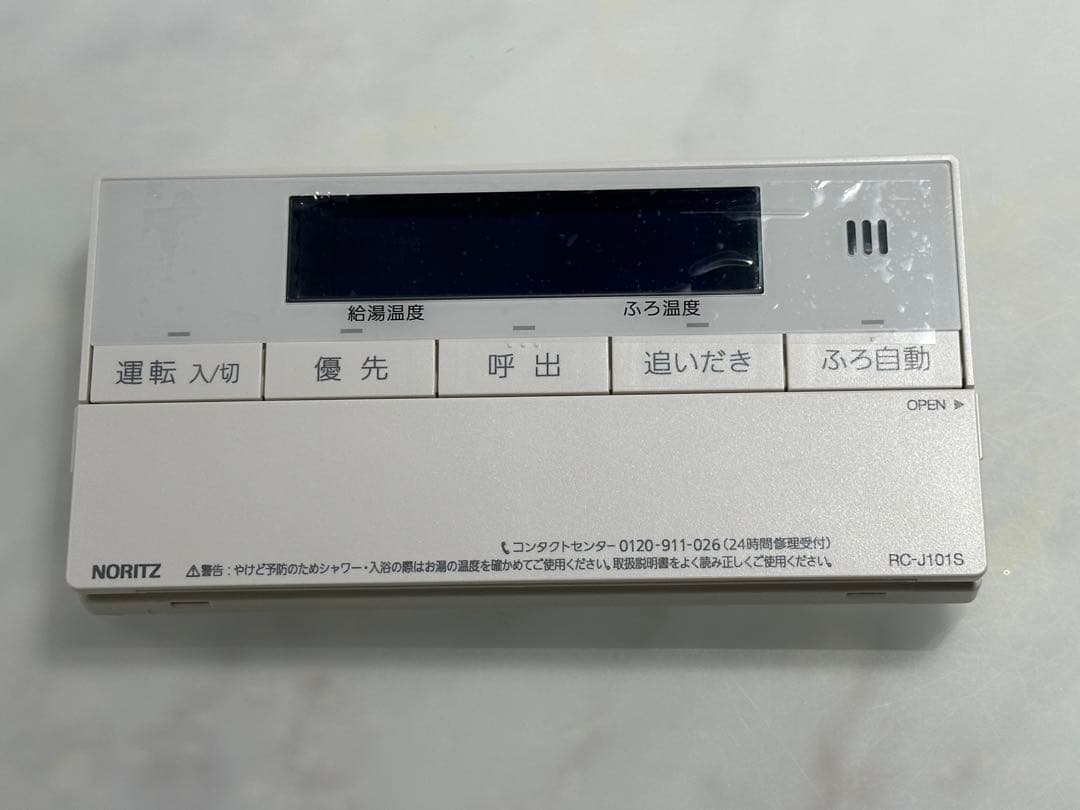 給湯温度 ふろ温度
運転 入/切 優先 呼出 追いだき ふろ自動
OPEN ▶
コンタクトセンター 0120-911-026(24時間修理受付)
NORITZ ⚠警告:やけど予防のためシャワー・入浴の際はお湯の温度を確かめてご使用ください。取扱説明書をよく読み正しくご使用ください。 RC-J101S